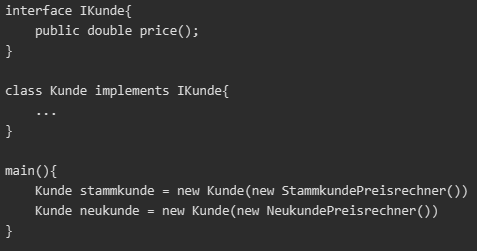 interface IKunde{
    public double price();
}

class Kunde implements IKunde{
    ...
}

main(){
    Kunde stammkunde = new Kunde(new StammkundePreisrechner())
    Kunde neukunde = new Kunde(new NeukundePreisrechner())
}